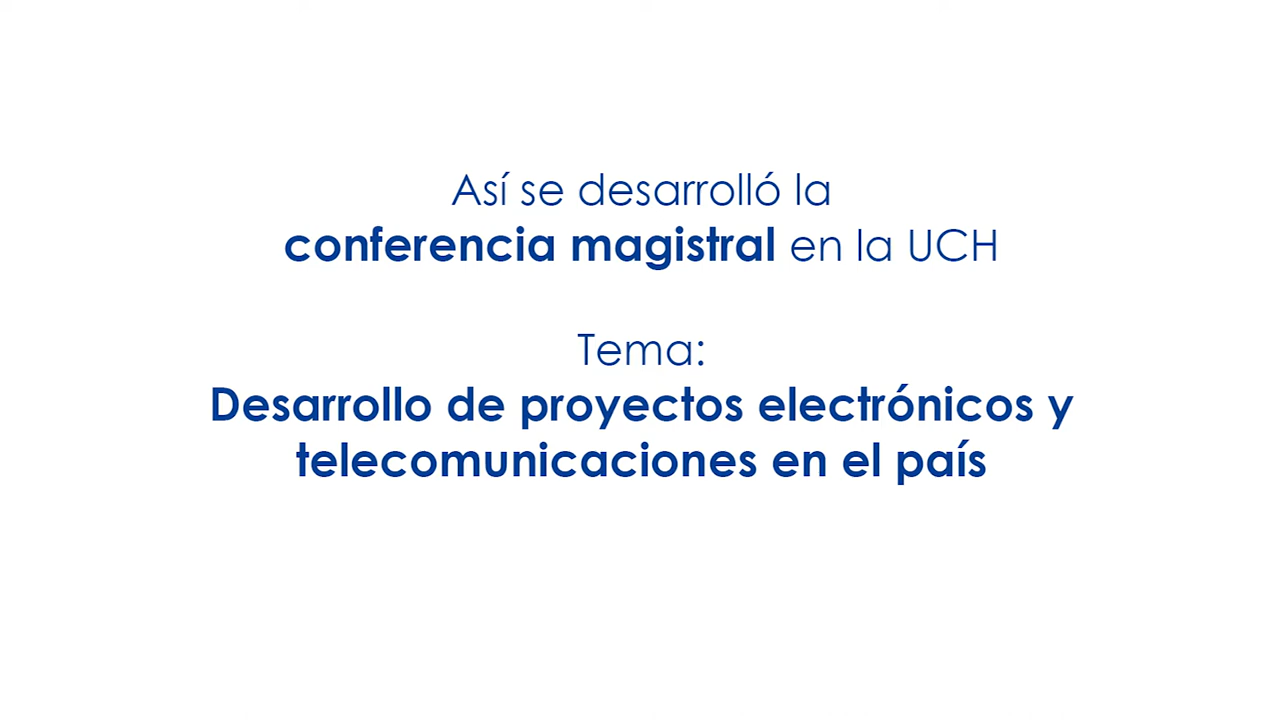 Así se desarrolló la
conferencia magistral en la UCH
Tema:
Desarrollo de proyectos electrónicos y
telecomunicaciones en el país